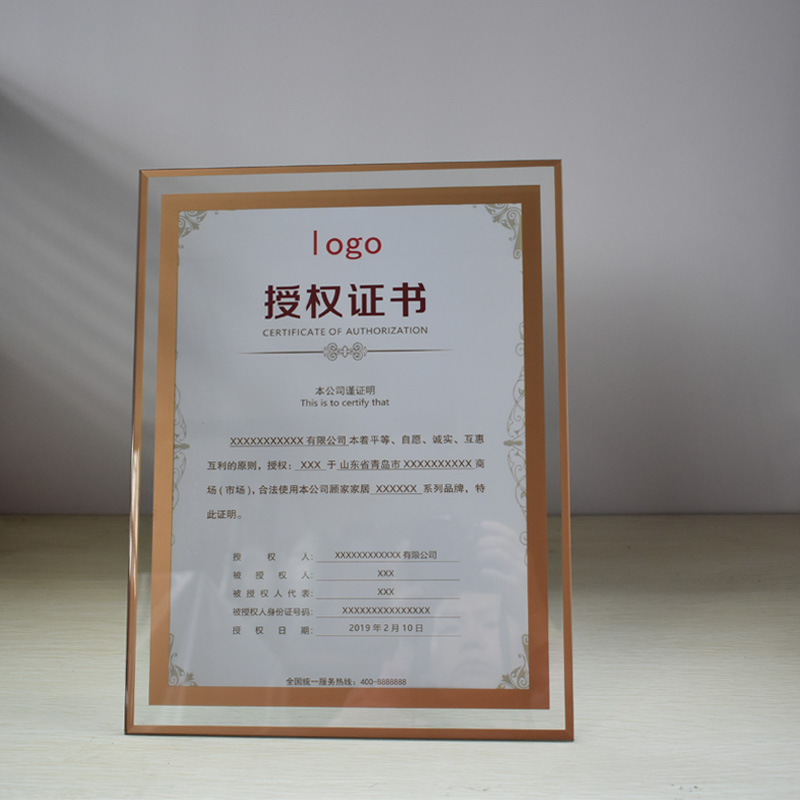 logo
授权证书
CERTIFICATE OF AUTHORIZATION
本公司谨证明
This is to certify that
XXXXXXXXXXX 有限公司 本着平等、自愿、诚实、互惠
互利的原则，授权： XXX 于 山东省青岛市 XXXXXXXXXX 商
场（市场），合法使用本公司顾家家居 XXXXXX 系列品牌，特
此证明。
授权人： XXXXXXXXXXXX 有限公司
被授权人： XXX
被授权人代表： XXX
被授权人身份证号码： XXXXXXXXXXXXXXX
授权日期： 2019 年 2 月 10 日
全国统一服务热线：400-8888888